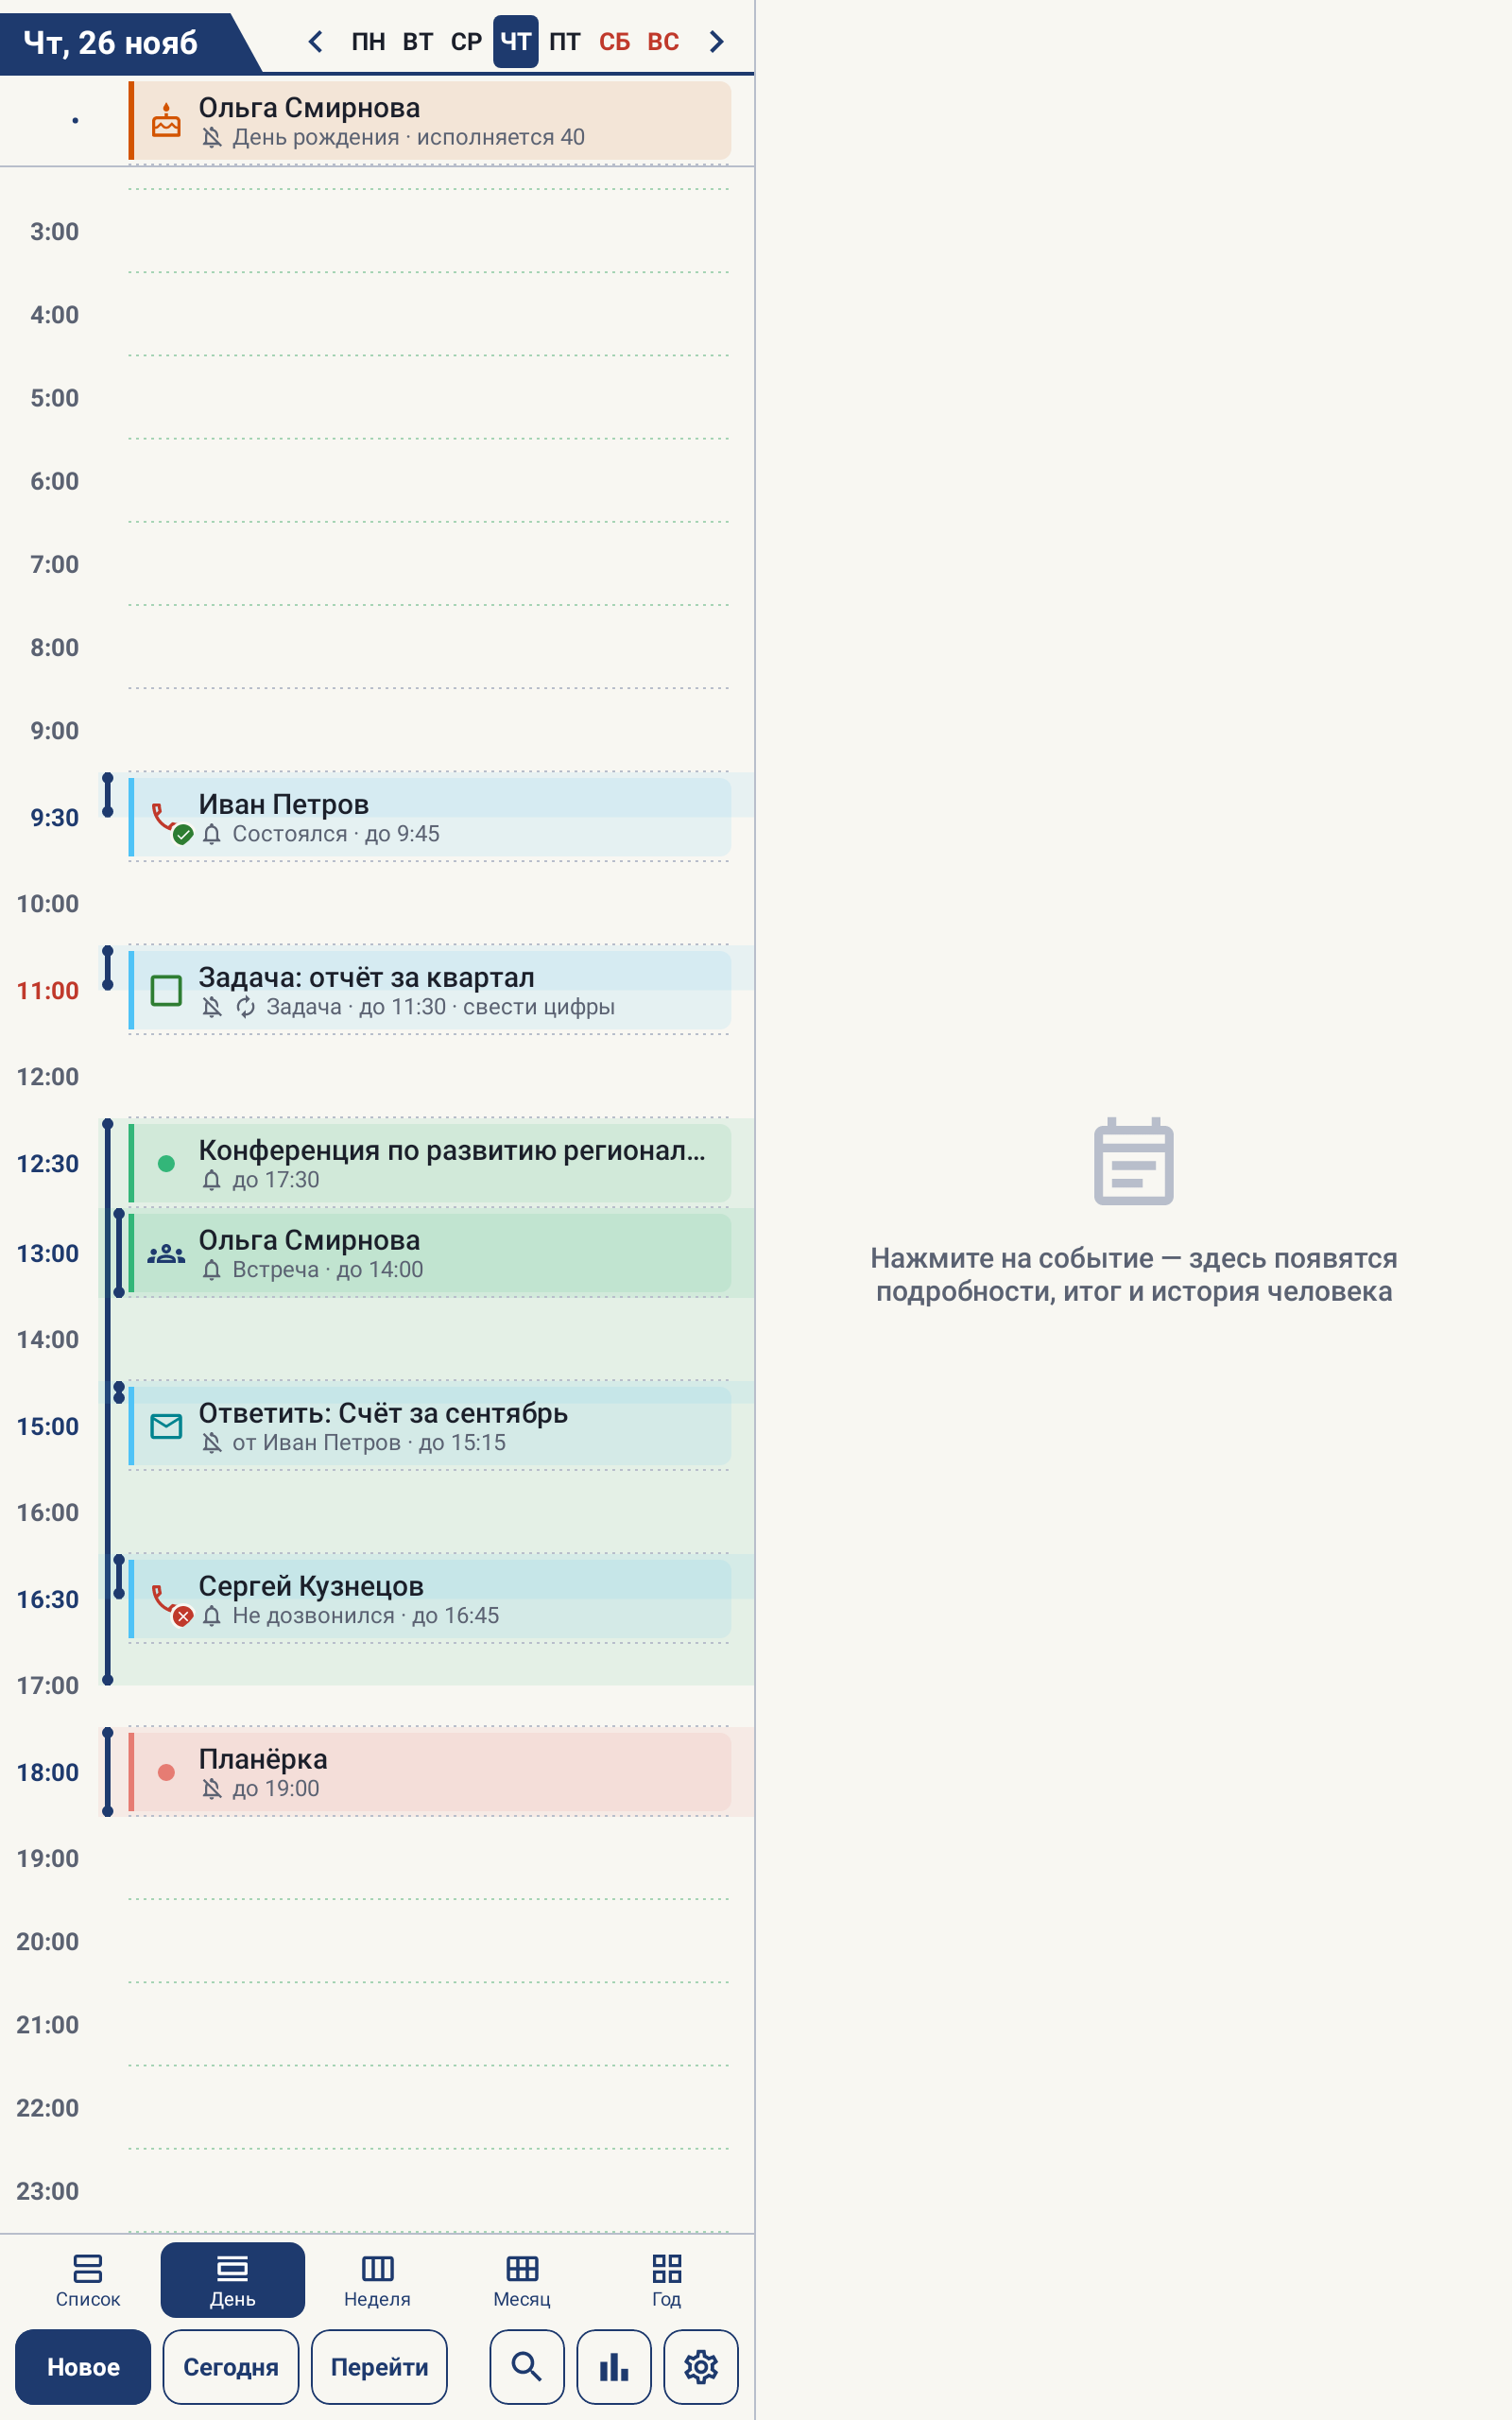 Чт, 26 нояб
ПН ВТ СР ЧТ ПТ СБ ВС
Ольга Смирнова
День рождения · исполняется 40
3:00
4:00
5:00
6:00
7:00
8:00
9:00
9:30
Иван Петров
Состоялся · до 9:45
10:00
11:00
Задача: отчёт за квартал
Задача · до 11:30 · свести цифры
12:00
12:30
Конференция по развитию регионал...
до 17:30
13:00
Ольга Смирнова
Встреча · до 14:00
14:00
15:00
Ответить: Счёт за сентябрь
от Иван Петров · до 15:15
16:00
16:30
Сергей Кузнецов
Не дозвонился · до 16:45
17:00
18:00
Планёрка
до 19:00
19:00
20:00
21:00
22:00
23:00
Нажмите на событие — здесь появятся
подробности, итог и история человека
Список День Неделя Месяц Год
Новое Сегодня Перейти